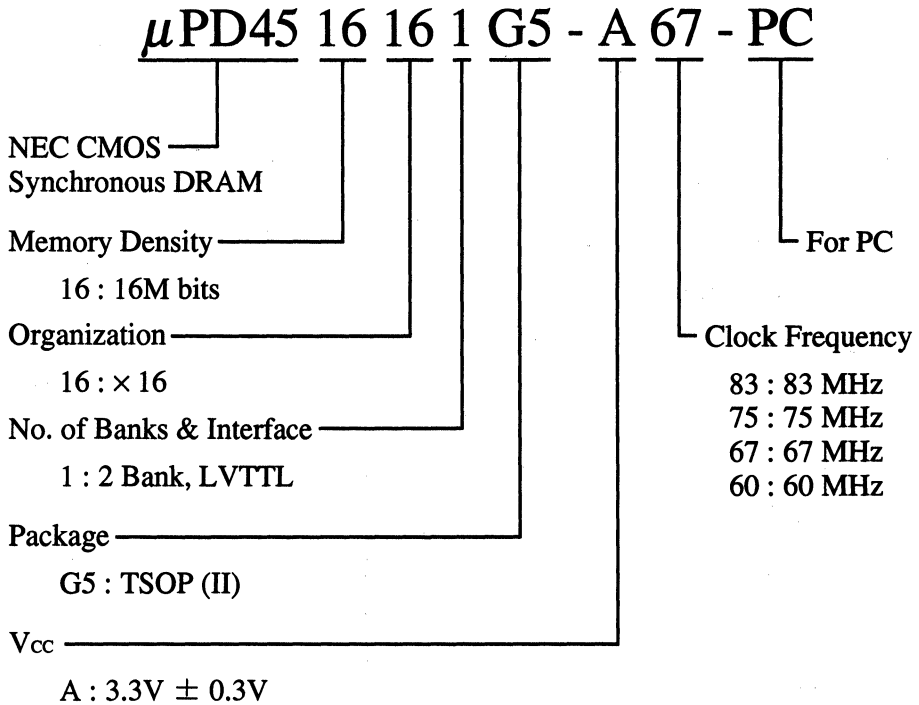 μPD45 16 16 1 G5 - A 67 - PC
NEC CMOS
Synchronous DRAM
Memory Density
16 : 16M bits
Organization
16 : × 16
No. of Banks & Interface
1 : 2 Bank, LVTTL
Package
G5 : TSOP (II)
Vcc
A : 3.3V ± 0.3V
For PC
Clock Frequency
83 : 83 MHz
75 : 75 MHz
67 : 67 MHz
60 : 60 MHz